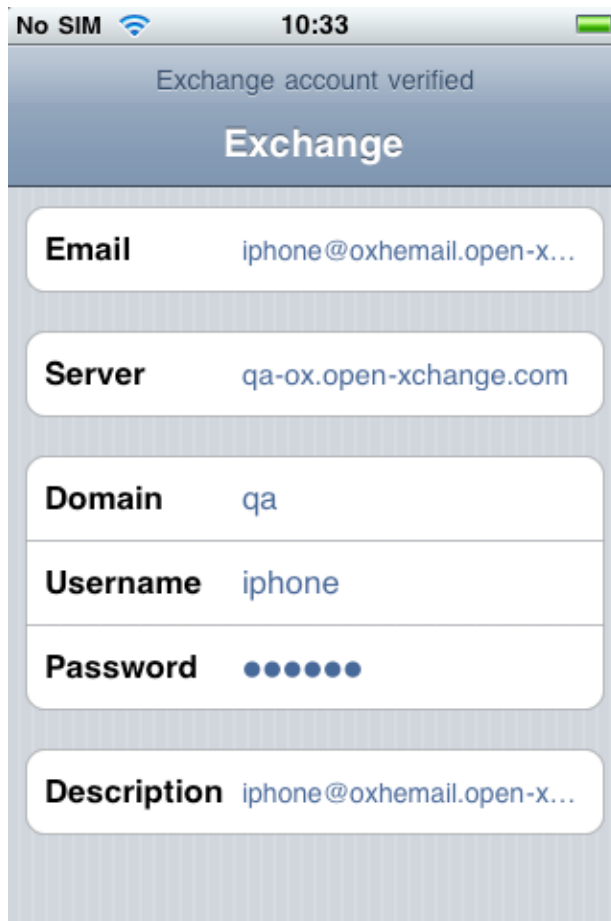 No SIM 10:33
Exchange account verified
Exchange
Email iphone@oxhemail.open-x...
Server qa-ox.open-xchange.com
Domain qa
Username iphone
Password ●●●●●●
Description iphone@oxhemail.open-x...